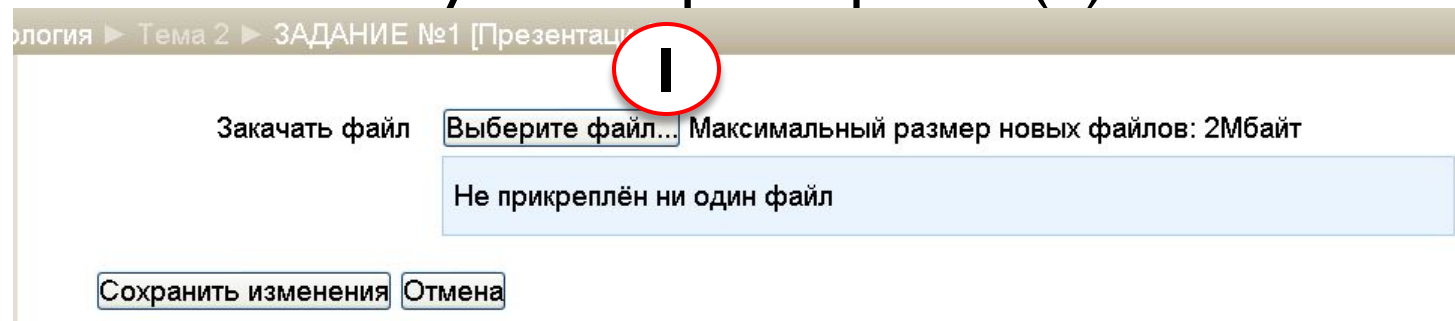 ология ► Тема 2 ► ЗАДАНИЕ №1 [Презентац
I
Закачать файл Выберите файл... Максимальный размер новых файлов: 2Мбайт
Не прикреплён ни один файл
Сохранить изменения Отмена